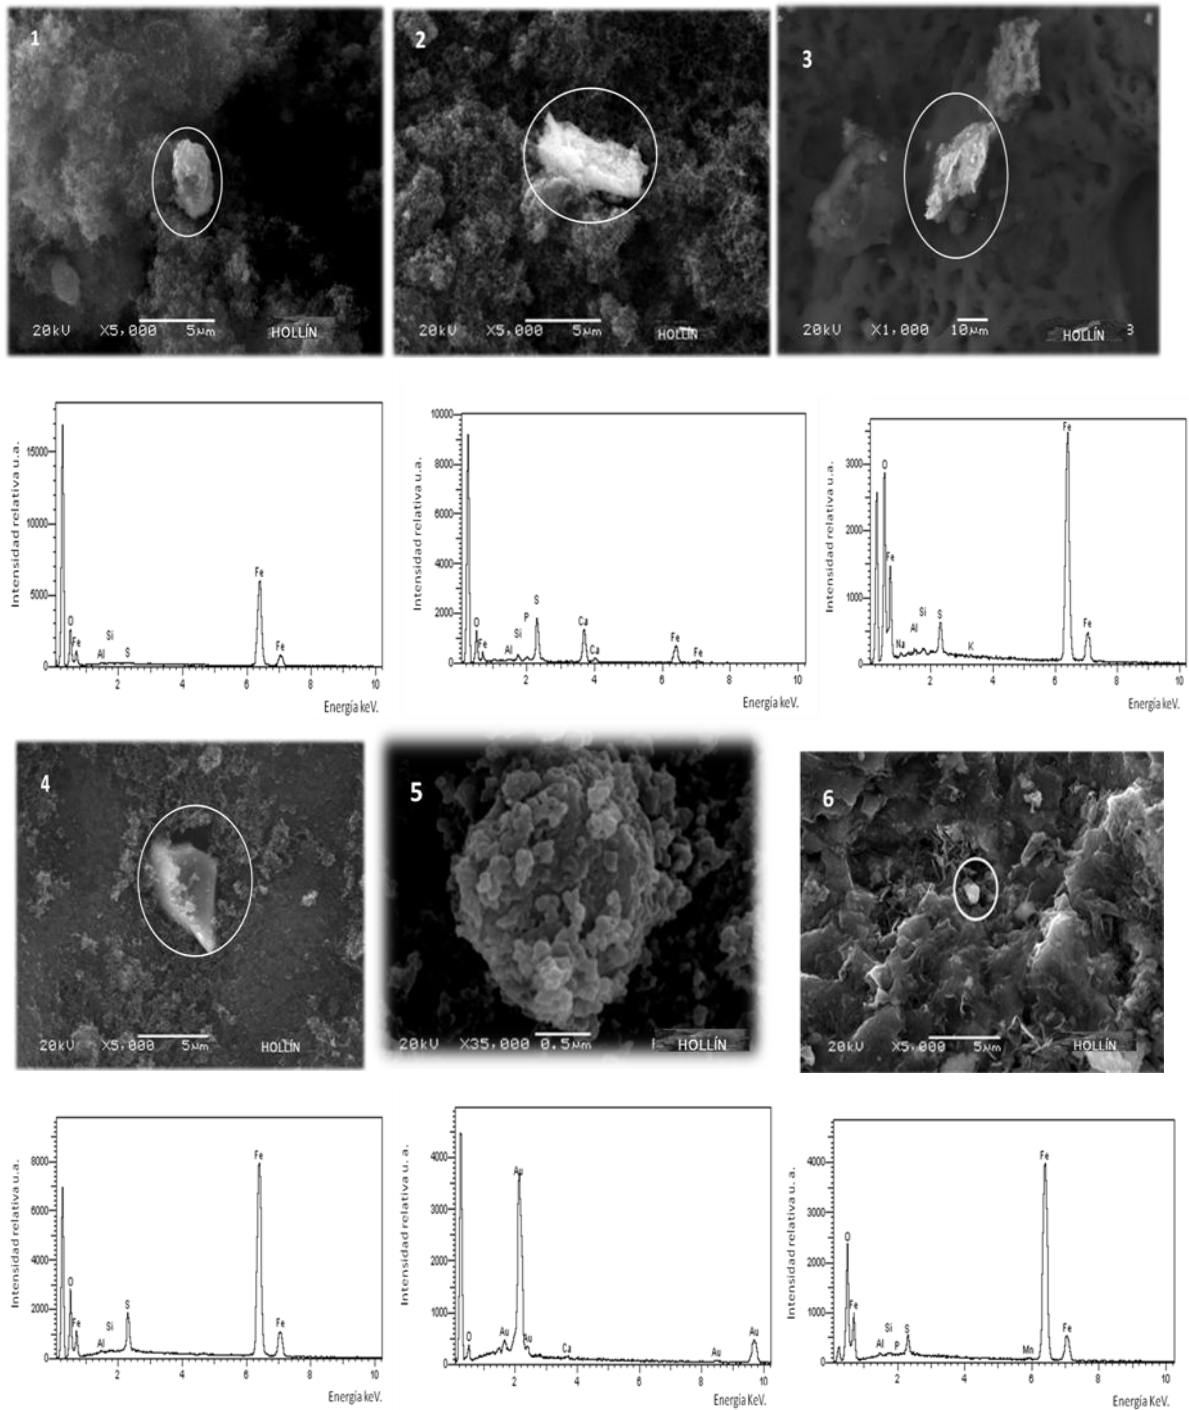 1
20kV X5,000 5μm HOLLÍN
2
20kV X5,000 5μm HOLLÍN
3
20kV X1,000 10μm HOLLÍN 3
Intensidad relativa u.a.
15000
10000
5000
0
O
Fe
Al
Si
S
Fe
Fe
2 4 6 8 10
Energía keV.
Intensidad relativa u.a.
10000
8000
6000
4000
2000
0
O
Fe
Al
Si
P
S
Ca
Ca
Fe
Fe
2 4 6 8 10
Energía keV.
Intensidad relativa u.a.
3000
2000
1000
0
O
Fe
Na
Al
Si
S
K
Fe
Fe
2 4 6 8 10
Energía keV.
4
20kV X5,000 5μm HOLLÍN
5
20kV X35,000 0.5μm HOLLÍN
6
20kV X5,000 5μm HOLLÍN
Intensidad relativa u. a.
8000
6000
4000
2000
0
O
Fe
Al
Si
S
Fe
Fe
2 4 6 8 10
Energía keV.
Intensidad relativa u. a.
4000
3000
2000
1000
0
O
Au
Au
Au
Ca
Au
Au
2 4 6 8 10
Energía KeV.
Intensidad relativa u. a.
4000
3000
2000
1000
0
O
Fe
Al
Si
P
S
Mn
Fe
Fe
2 4 6 8 10
Energía KeV.